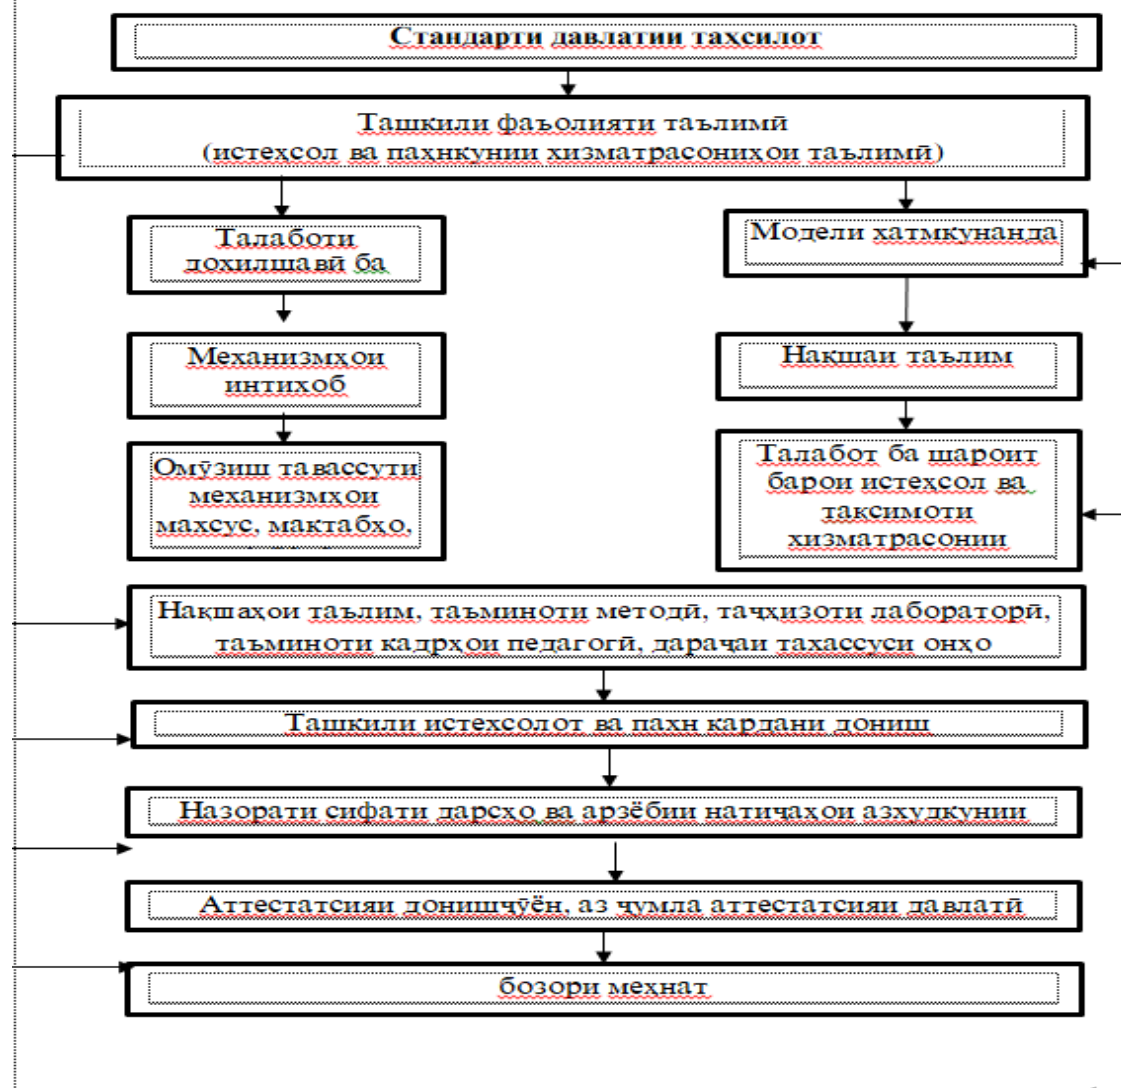 Стандарти давлатии таҳсилот
Ташкили фаъолияти таълимӣ
(истеҳсол ва паҳнкунии хизматрасониҳои таълимӣ)
Талаботи
дохилшавӣ ба
Механизмҳои
интихоб
Омӯзиш тавассути
механизмҳои
махсус, мактабҳо,
Модели хатмкунанда
Нақшаи таълим
Талабот ба шароит
барои истеҳсол ва
тақсимоти
хизматрасонии
Нақшаҳои таълим, таъминоти методӣ, таҷҳизоти лабораторӣ,
таъминоти кадрҳои педагогӣ, дараҷаи тахассуси онҳо
Ташкили истехсолот ва пахн кардани дониш
Назорати сифати дарсҳо ва арзёбии натиҷаҳои азхудкунии
Аттестатсияи донишҷӯён, аз ҷумла аттестатсияи давлатӣ
бозори меҳнат